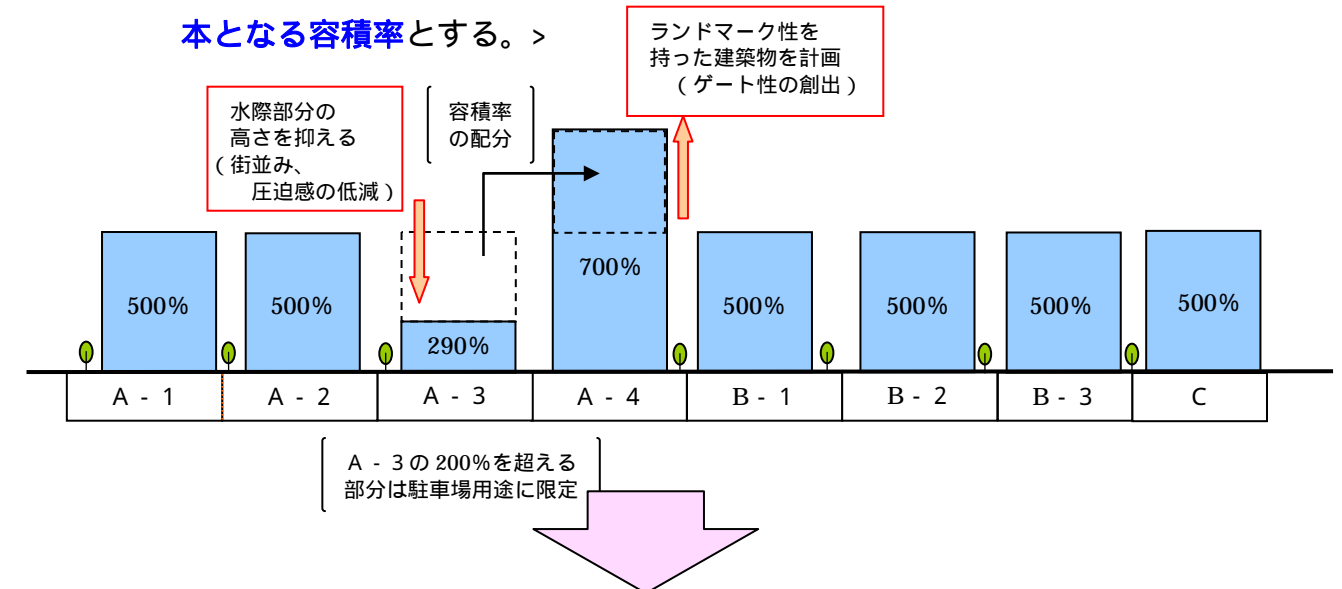 本となる容積率とする。>
ランドマーク性を
持った建築物を計画
(ゲート性の創出)
水際部分の
高さを抑える
(街並み、
圧迫感の低減)
容積率
の配分
500%
500%
290%
700%
500%
500%
500%
500%
A - 1
A - 2
A - 3
A - 4
B - 1
B - 2
B - 3
C
A - 3の200%を超える
部分は駐車場用途に限定